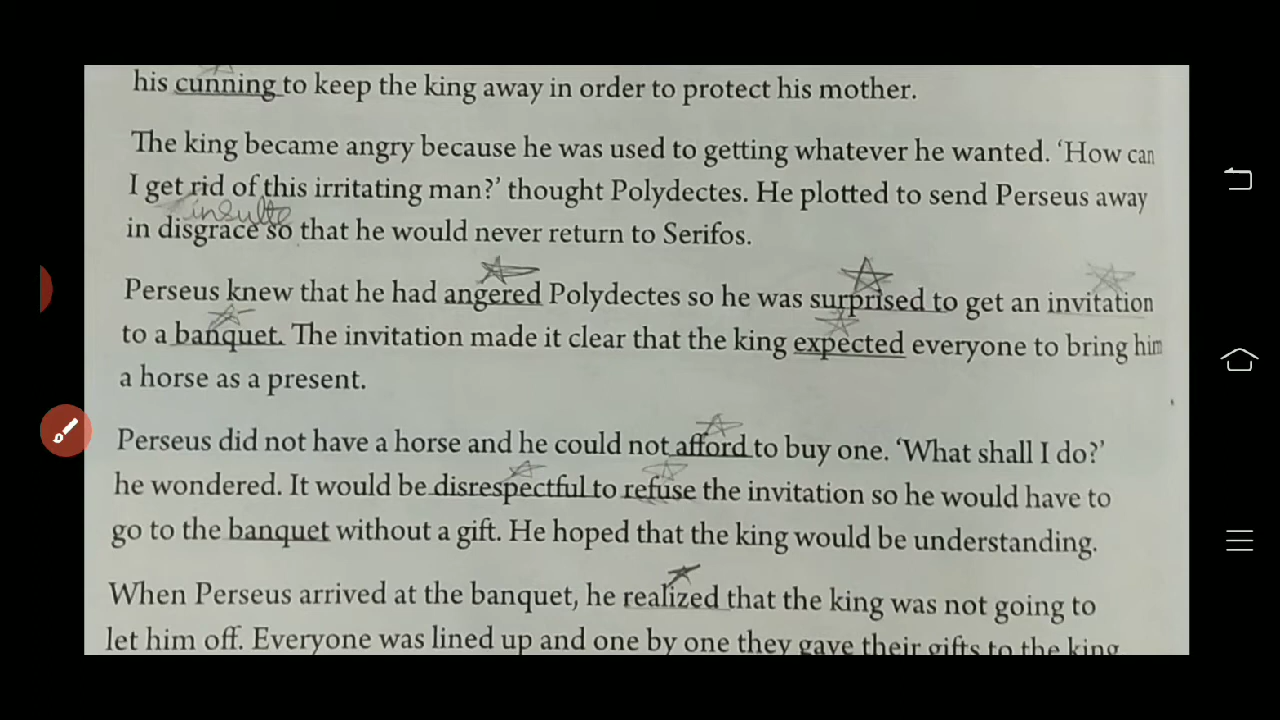 his cunning to keep the king away in order to protect his mother.
The king became angry because he was used to getting whatever he wanted. ‘How can
I get rid of this irritating man?’ thought Polydectes. He plotted to send Perseus away
insulte
in disgrace so that he would never return to Serifos.
Perseus knew that he had angered Polydectes so he was surprised to get an invitation
to a banquet. The invitation made it clear that the king expected everyone to bring him
a horse as a present.
Perseus did not have a horse and he could not afford to buy one. ‘What shall I do?’
he wondered. It would be disrespectful to refuse the invitation so he would have to
go to the banquet without a gift. He hoped that the king would be understanding.
When Perseus arrived at the banquet, he realized that the king was not going to
let him off. Everyone was lined up and one by one they gave their gifts to the king